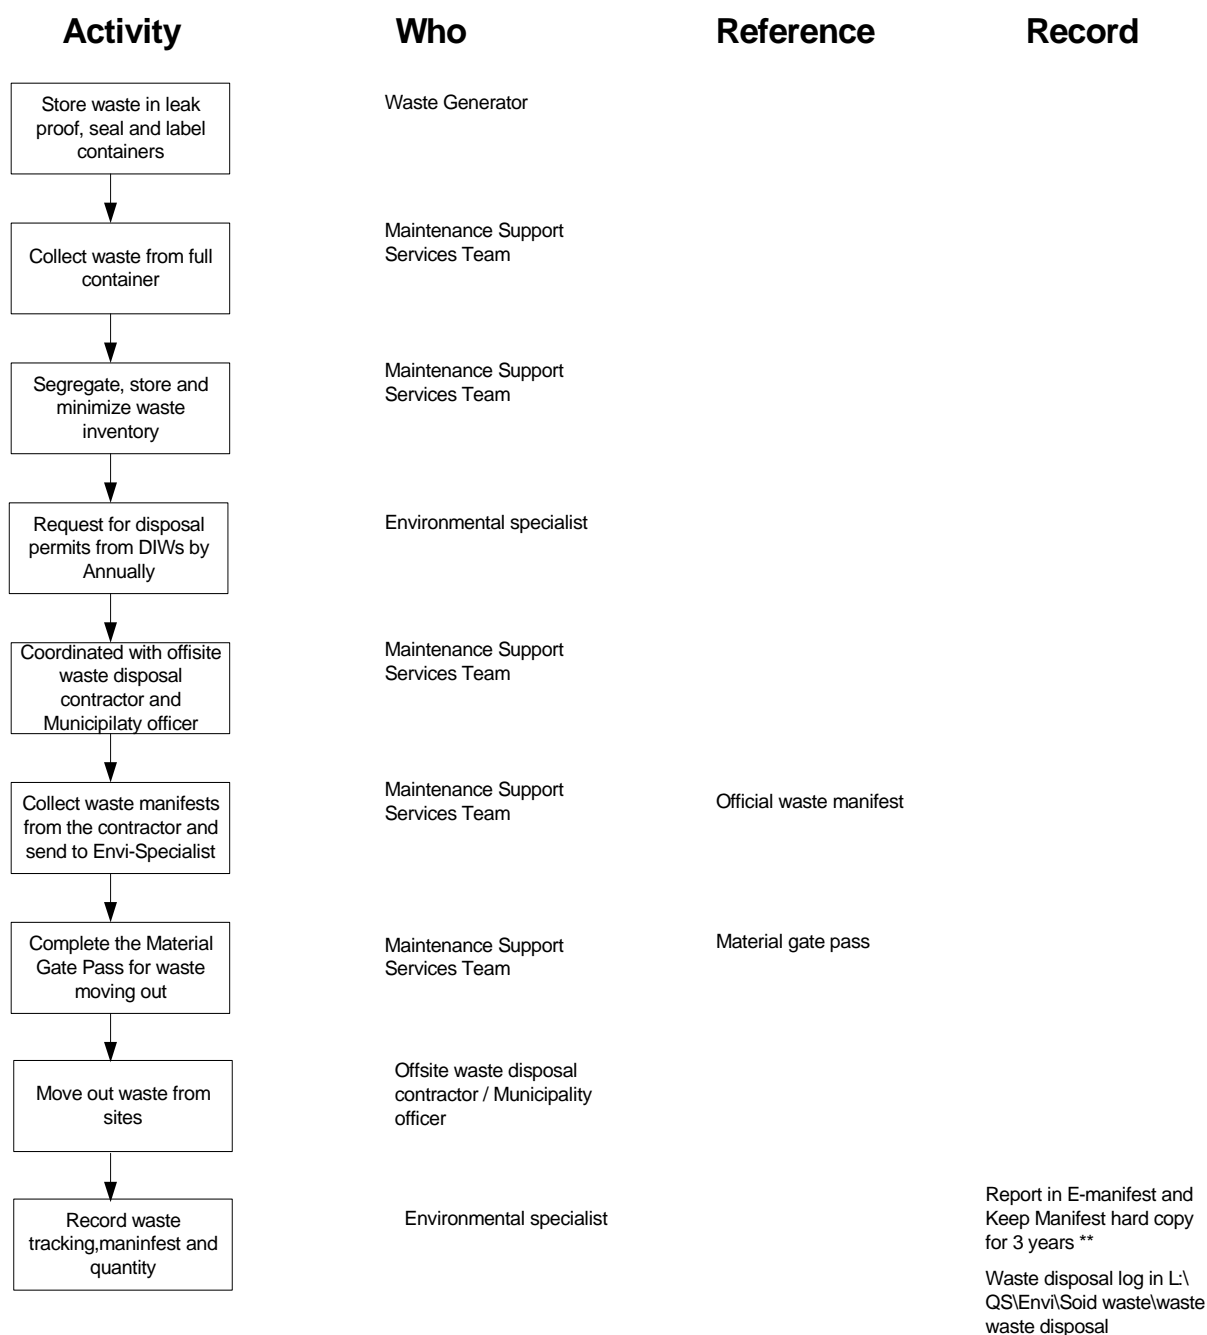 Activity
Who
Reference
Record
Store waste in leak
proof, seal and label
containers
Waste Generator
Collect waste from full
container
Maintenance Support
Services Team
Segregate, store and
minimize waste
inventory
Maintenance Support
Services Team
Request for disposal
permits from DIWs by
Annually
Environmental specialist
Coordinated with offisite
waste disposal
contractor and
Municipilaty officer
Maintenance Support
Services Team
Collect waste manifests
from the contractor and
send to Envi-Specialist
Maintenance Support
Services Team
Official waste manifest
Complete the Material
Gate Pass for waste
moving out
Maintenance Support
Services Team
Material gate pass
Move out waste from
sites
Offsite waste disposal
contractor / Municipality
officer
Record waste
tracking,maninfest and
quantity
Environmental specialist
Report in E-manifest and
Keep Manifest hard copy
for 3 years **
Waste disposal log in L:\
QS\Envi\Soid waste\waste
waste disposal